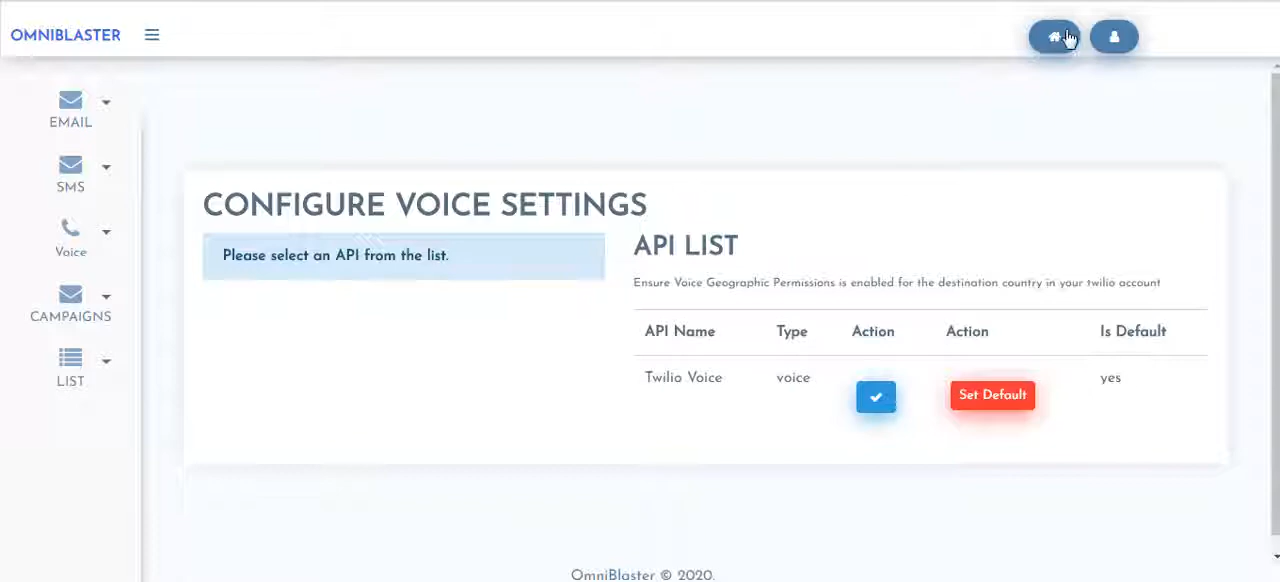 OMNIBLASTER
EMAIL
SMS
Voice
CAMPAIGNS
LIST
CONFIGURE VOICE SETTINGS
Please select an API from the list.
API LIST
Ensure Voice Geographic Permissions is enabled for the destination country in your twilio account
API Name Type Action Action Is Default
Twilio Voice voice Set Default yes
OmniBlaster © 2020.